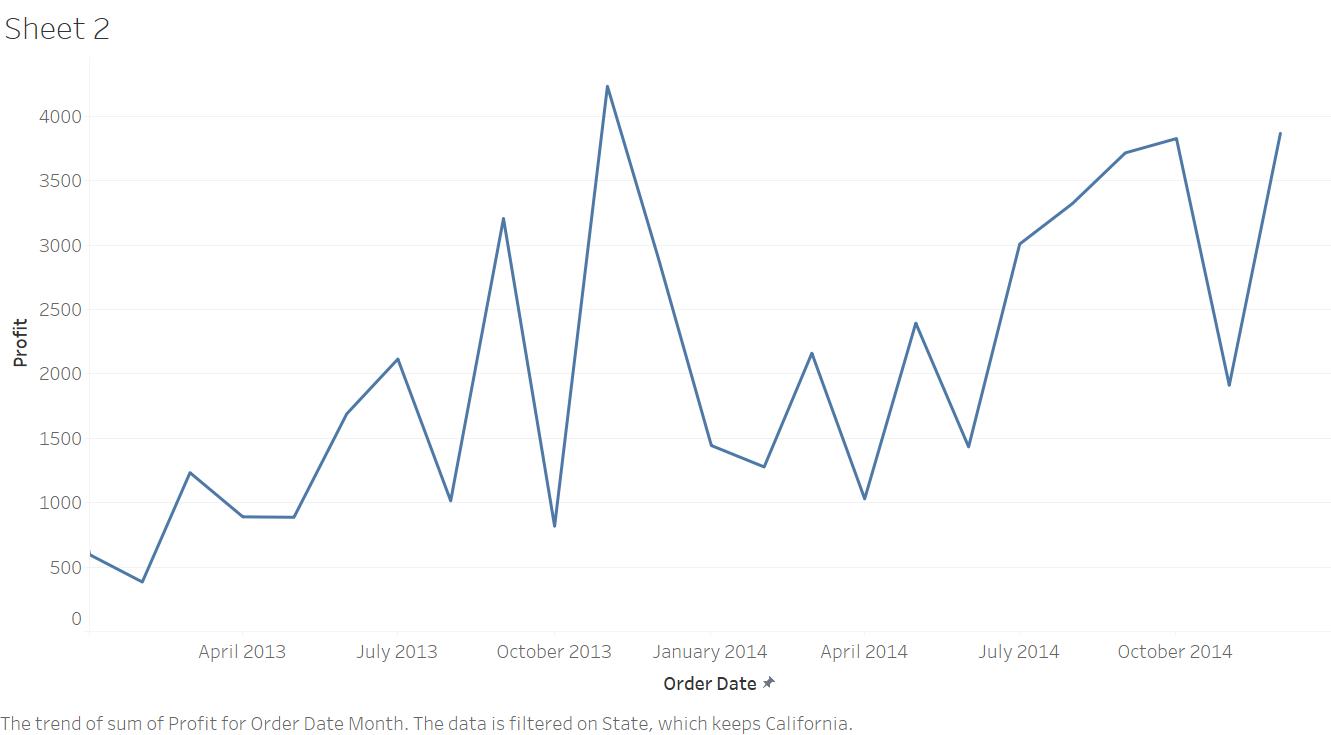 Sheet 2
4000
3500
3000
2500
2000
1500
1000
500
0
Profit
April 2013 July 2013 October 2013 January 2014 April 2014 July 2014 October 2014
Order Date
The trend of sum of Profit for Order Date Month. The data is filtered on State, which keeps California.